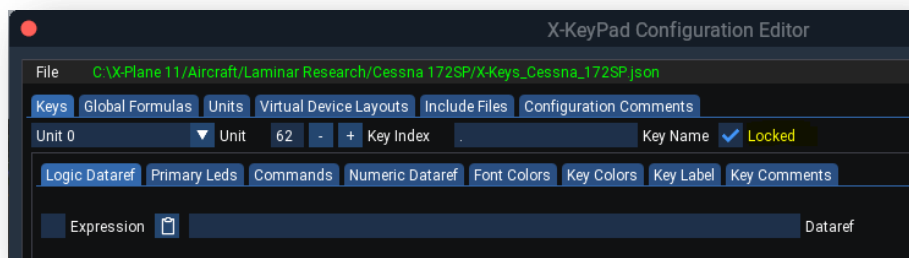 X-KeyPad Configuration Editor
File C:\X-Plane 11/Aircraft/Laminar Research/Cessna 172SP/X-Keys_Cessna_172SP.json
Keys Global Formulas Units Virtual Device Layouts Include Files Configuration Comments
Unit 0 Unit 62 - + Key Index . Key Name Locked
Logic Dataref Primary Leds Commands Numeric Dataref Font Colors Key Colors Key Label Key Comments
Expression Dataref